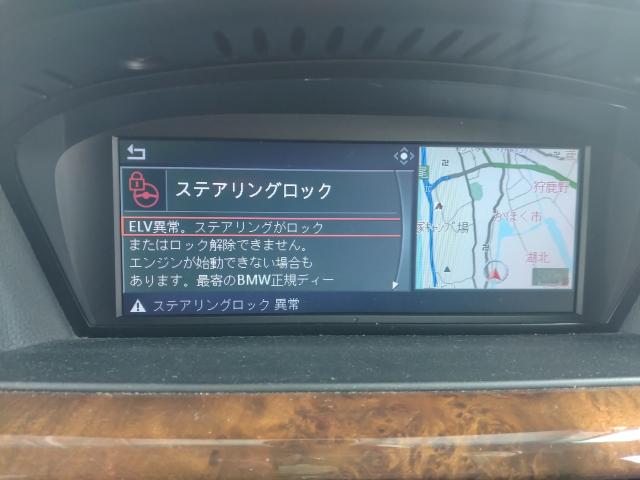 ステアリングロック
ELV異常。ステアリングがロック
またはロック解除できません。
エンジンが始動できない場合も
あります。最寄のBMW正規ディー
ステアリングロック 異常
狩鹿野
かほく市
湖北